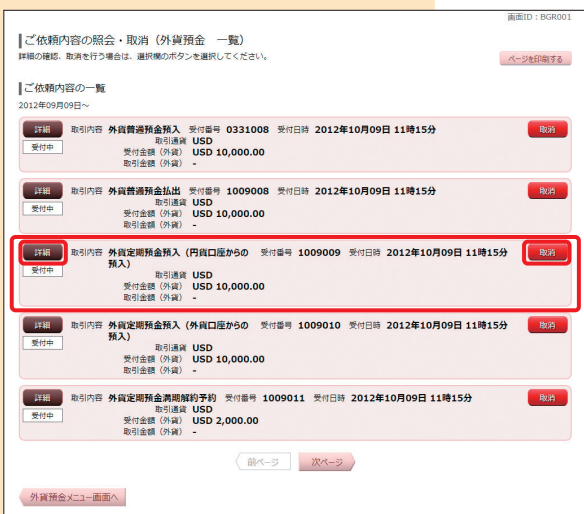 画面ID：BGR001
ご依頼内容の照会・取消（外貨預金　一覧）
詳細の確認、取消を行う場合は、選択欄のボタンを選択してください。
ページを印刷する
ご依頼内容の一覧
2012年09月09日～
詳細 取引内容 外貨普通預金預入 受付番号 0331008 受付日時 2012年10月09日 11時15分 取消
受付中 取引通貨 USD
受付金額（外貨） USD 10,000.00
取引金額（外貨） -
詳細 取引内容 外貨普通預金払出 受付番号 1009008 受付日時 2012年10月09日 11時15分 取消
受付中 取引通貨 USD
受付金額（外貨） USD 10,000.00
取引金額（外貨） -
詳細 取引内容 外貨定期預金預入（円貨口座からの 受付番号 1009009 受付日時 2012年10月09日 11時15分 取消
受付中 預入）
取引通貨 USD
受付金額（外貨） USD 10,000.00
取引金額（外貨） -
詳細 取引内容 外貨定期預金預入（外貨口座からの 受付番号 1009010 受付日時 2012年10月09日 11時15分 取消
受付中 預入）
取引通貨 USD
受付金額（外貨） USD 10,000.00
取引金額（外貨） -
詳細 取引内容 外貨定期預金満期解約予約 受付番号 1009011 受付日時 2012年10月09日 11時15分 取消
受付中 取引通貨 USD
受付金額（外貨） USD 2,000.00
取引金額（外貨） -
前ページ 次ページ
外貨預金メニュー画面へ